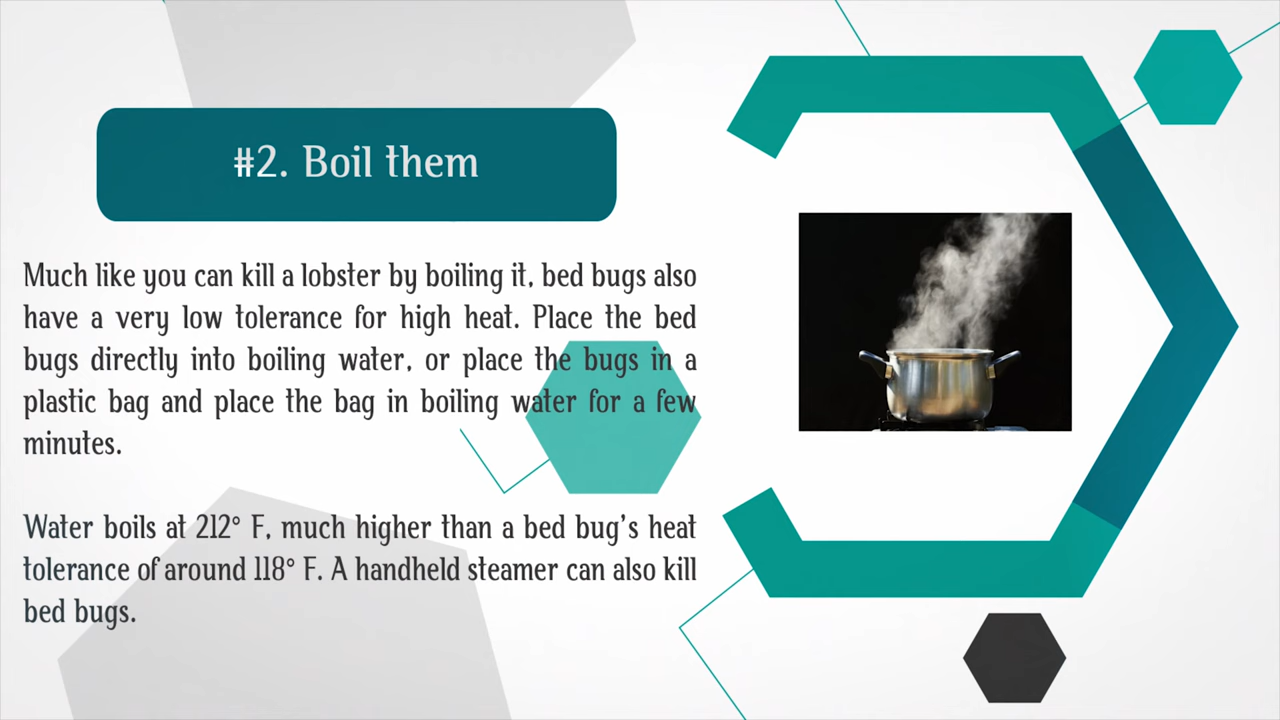 #2. Boil them
Much like you can kill a lobster by boiling it, bed bugs also
have a very low tolerance for high heat. Place the bed
bugs directly into boiling water, or place the bugs in a
plastic bag and place the bag in boiling water for a few
minutes.
Water boils at 212° F, much higher than a bed bug's heat
tolerance of around 118° F. A handheld steamer can also kill
bed bugs.